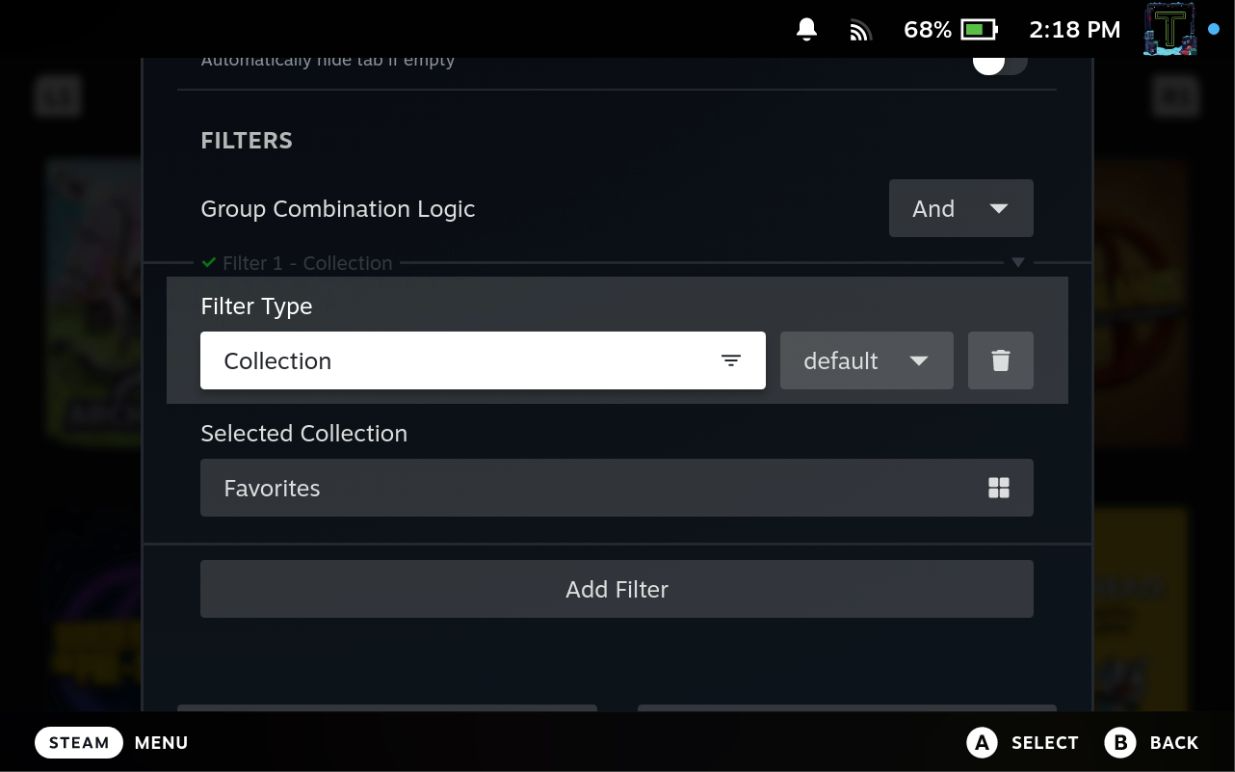 68% 2:18 PM
Automatically hide tab if empty
FILTERS
Group Combination Logic And
Filter 1 - Collection
Filter Type
Collection default
Selected Collection
Favorites
Add Filter
STEAM MENU A SELECT B BACK